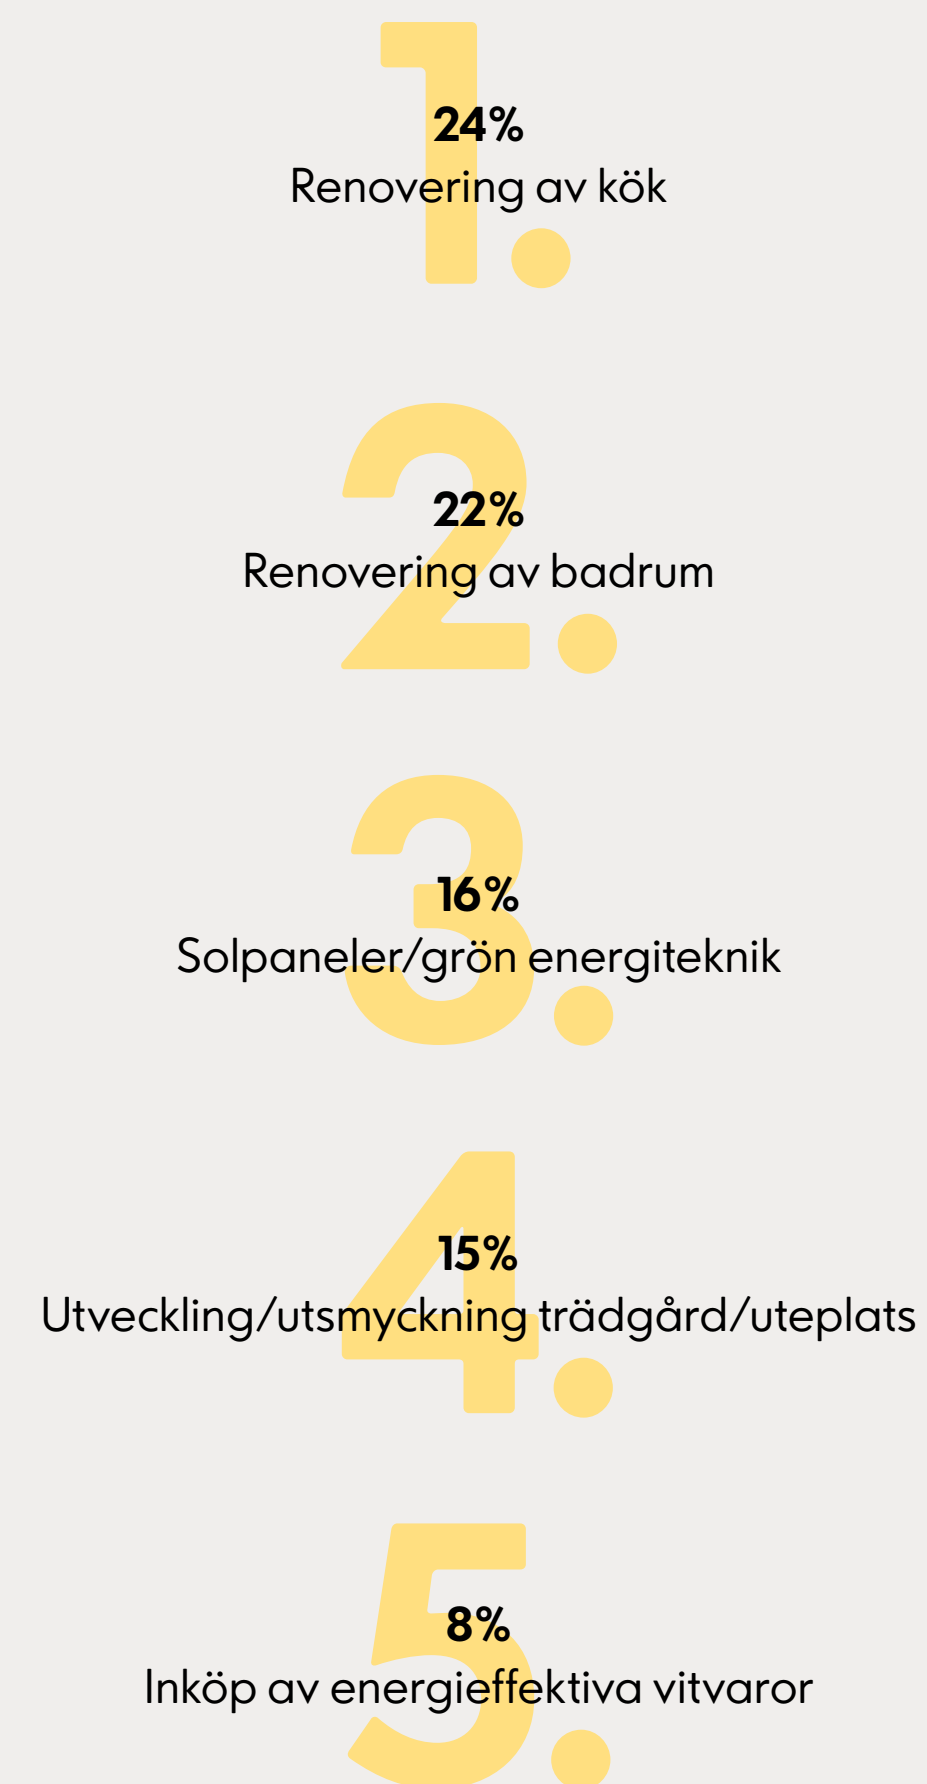 1.
24%
Renovering av kök
2.
22%
Renovering av badrum
3.
16%
Solpaneler/grön energiteknik
4.
15%
Utveckling/utsmyckning trädgård/uteplats
5.
8%
Inköp av energieffektiva vitvaror